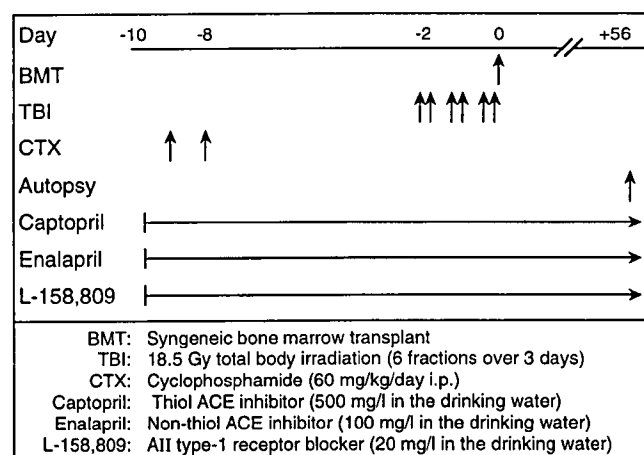 Day -10 -8 -2 0 +56
BMT
TBI
CTX
Autopsy
Captopril
Enalapril
L-158,809
BMT: Syngeneic bone marrow transplant
TBI: 18.5 Gy total body irradiation (6 fractions over 3 days)
CTX: Cyclophosphamide (60 mg/kg/day i.p.)
Captopril: Thiol ACE inhibitor (500 mg/l in the drinking water)
Enalapril: Non-thiol ACE inhibitor (100 mg/l in the drinking water)
L-158,809: AII type-1 receptor blocker (20 mg/l in the drinking water)